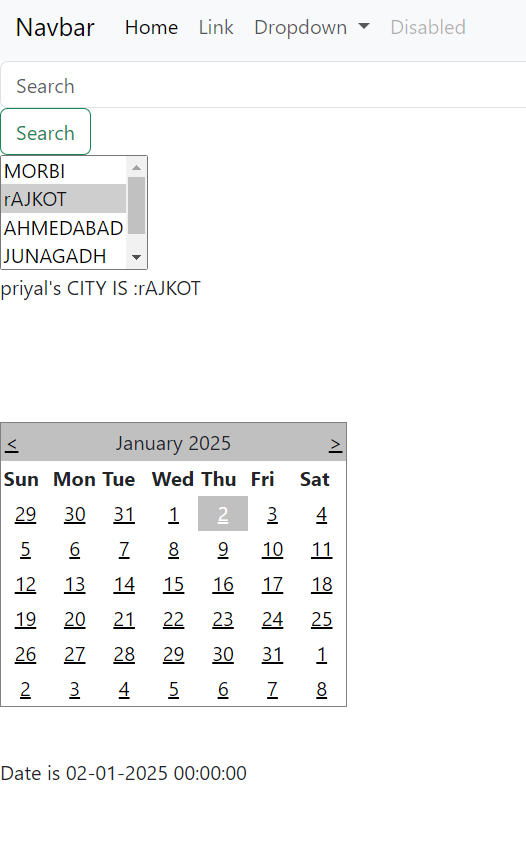 Navbar Home Link Dropdown Disabled
Search
Search
MORBI
rAJKOT
AHMEDABAD
JUNAGADH
priyal's CITY IS :rAJKOT
< January 2025 >
Sun Mon Tue Wed Thu Fri Sat
29 30 31 1 2 3 4
5 6 7 8 9 10 11
12 13 14 15 16 17 18
19 20 21 22 23 24 25
26 27 28 29 30 31 1
2 3 4 5 6 7 8
Date is 02-01-2025 00:00:00